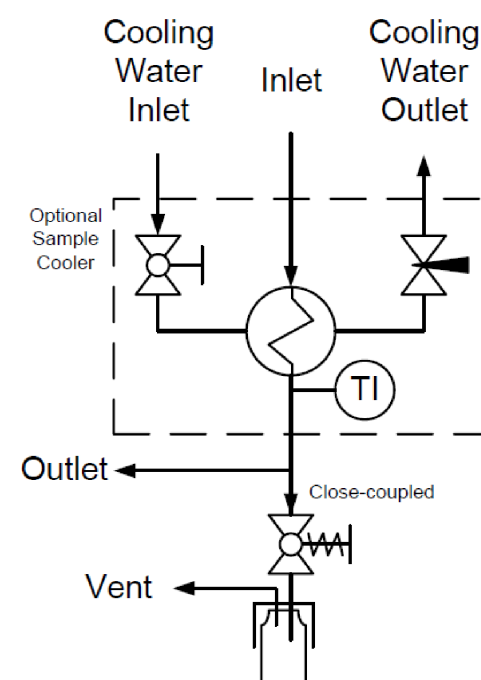 Cooling
Water
Inlet
Inlet
Cooling
Water
Outlet
Optional
Sample
Cooler
TI
Outlet
Close-coupled
Vent